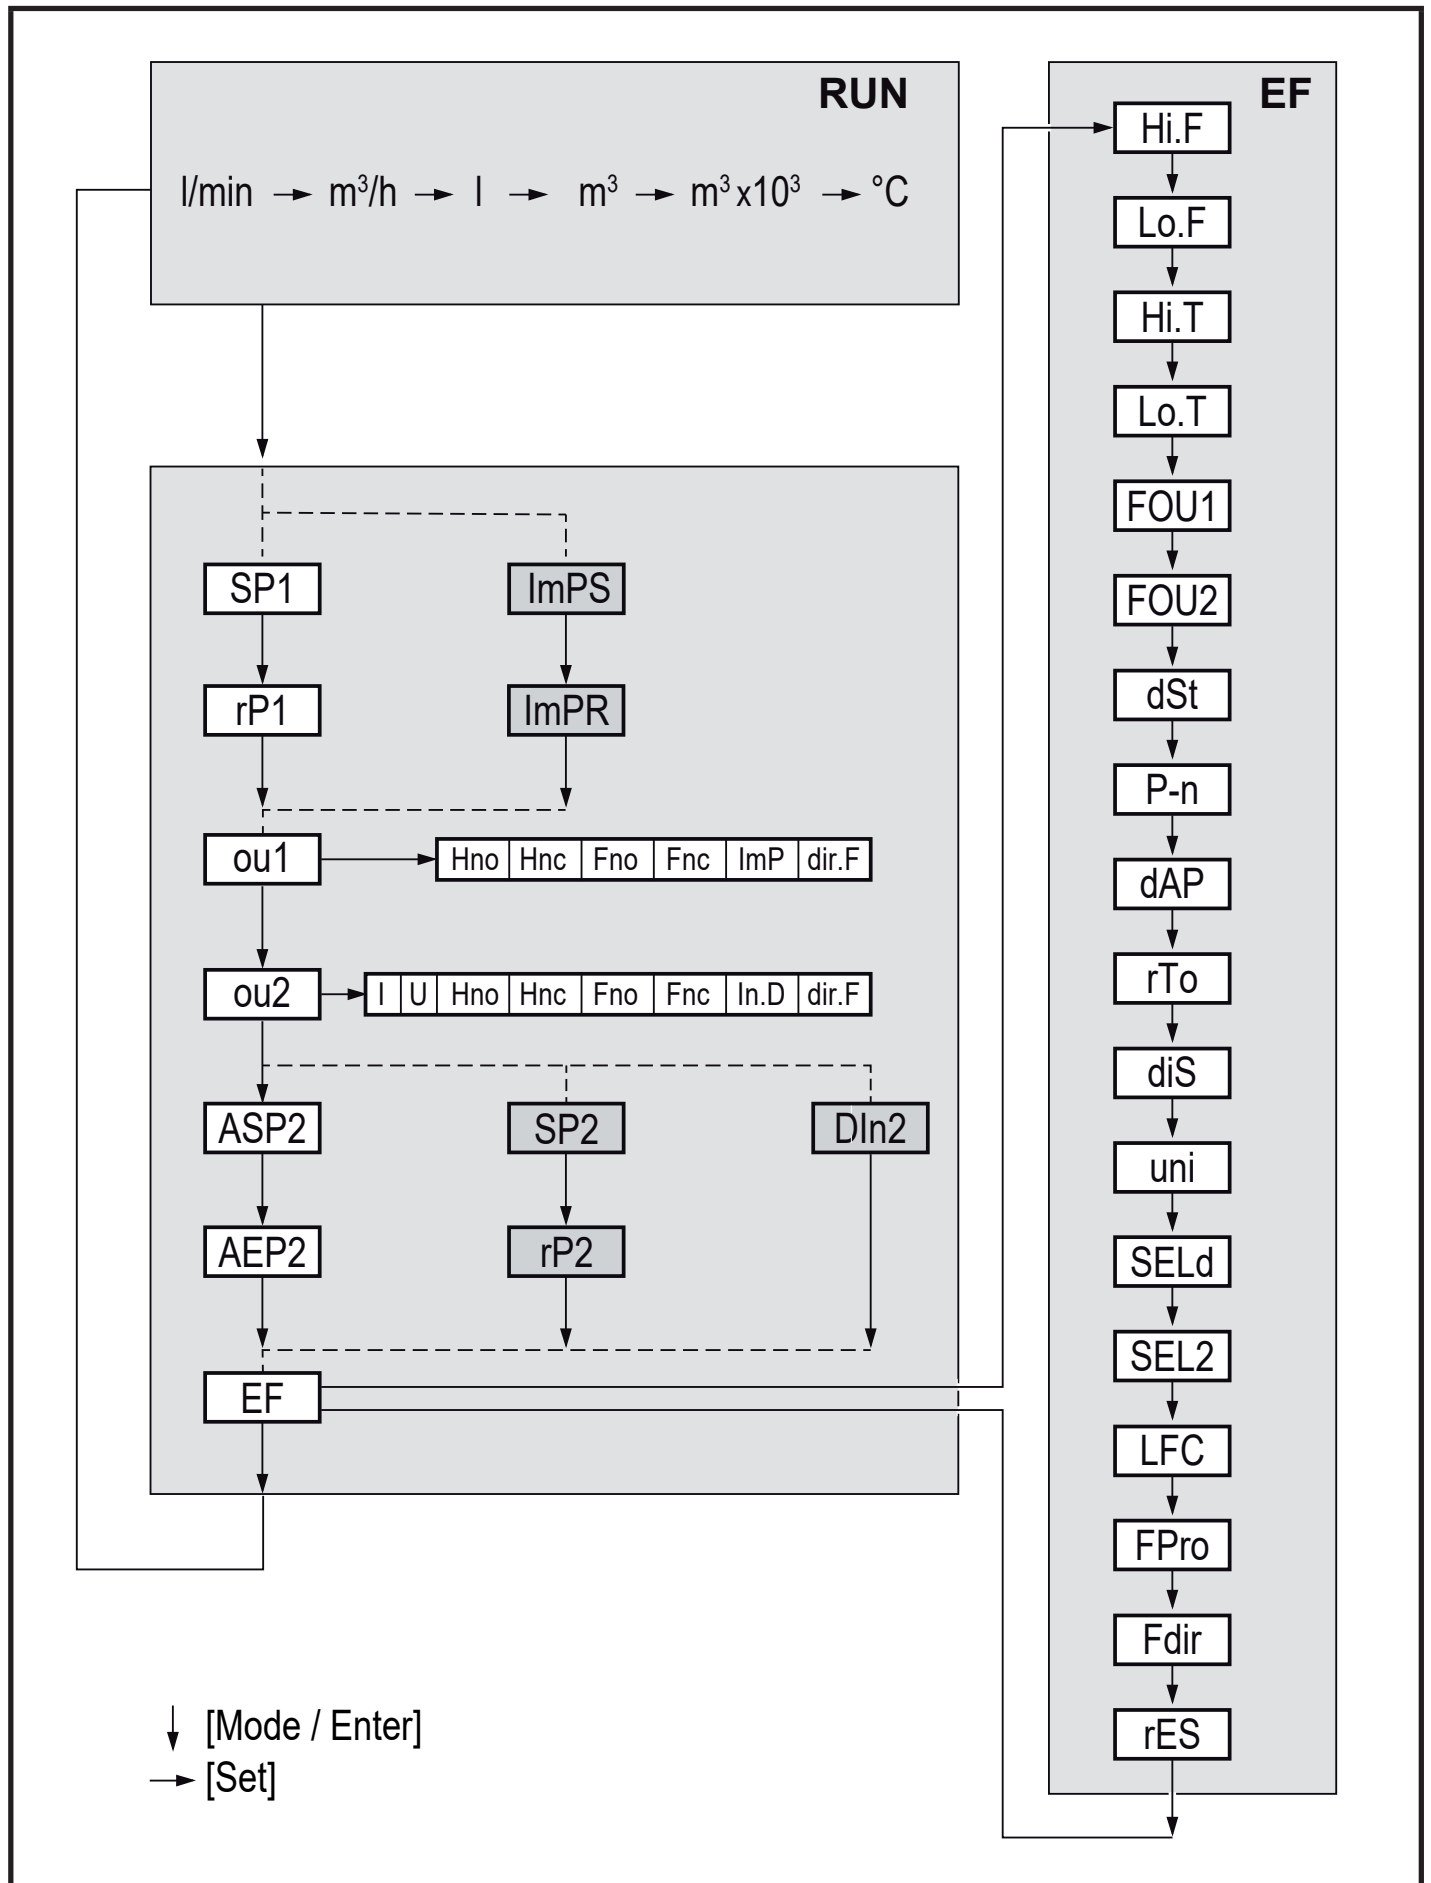 RUN
l/min m³/h l m³ m³ x10³ °C
SP1 ImPS
rP1 ImPR
ou1 Hno Hnc Fno Fnc ImP dir.F
ou2 I U Hno Hnc Fno Fnc In.D dir.F
ASP2 SP2 DIn2
AEP2 rP2
EF
[Mode / Enter]
[Set]
EF
Hi.F
Lo.F
Hi.T
Lo.T
FOU1
FOU2
dSt
P-n
dAP
rTo
diS
uni
SELd
SEL2
LFC
FPro
Fdir
rES